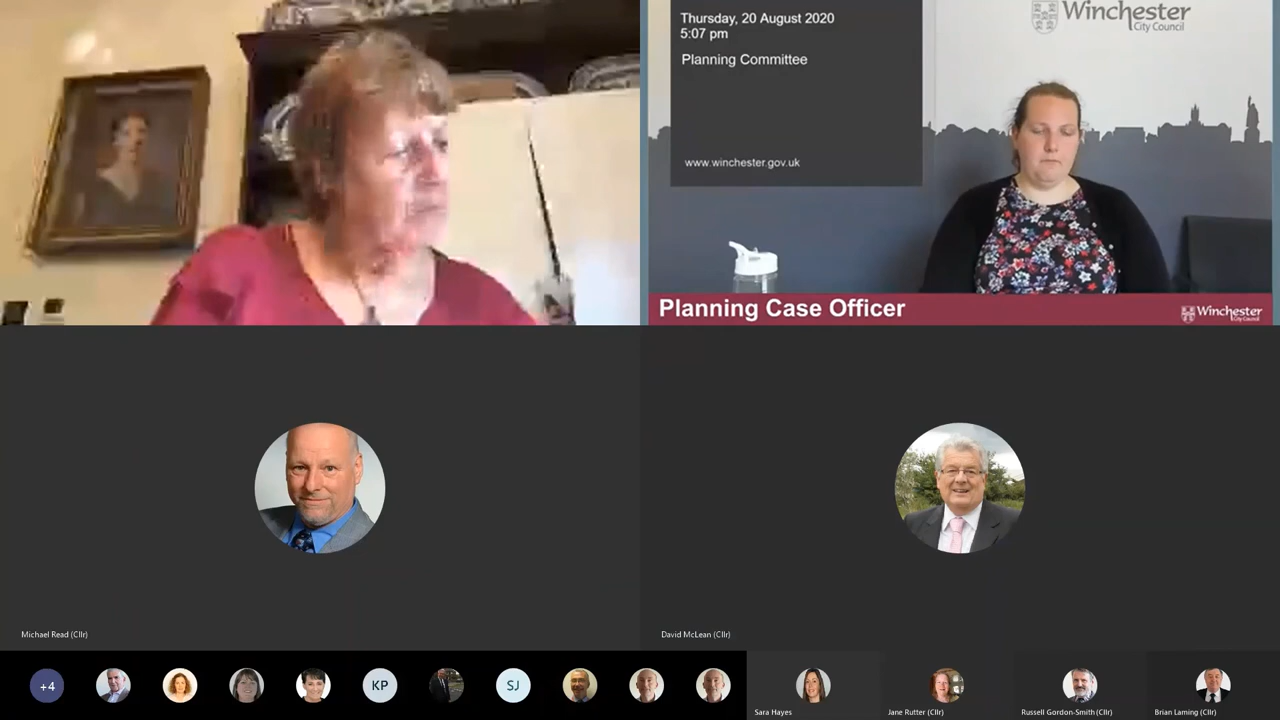 Thursday, 20 August 2020
5:07 pm
Planning Committee
www.winchester.gov.uk
Winchester
City Council
Planning Case Officer
Winchester
City Council
Michael Read (Cllr)
David McLean (Cllr)
+4
KP
SJ
Sara Hayes
Jane Rutter (Cllr)
Russell Gordon-Smith (Cllr)
Brian Laming (Cllr)